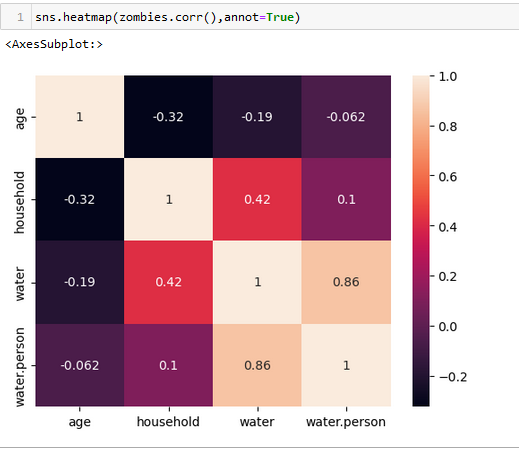 1 sns.heatmap(zombies.corr(),annot=True)
<AxesSubplot:>
age 1 -0.32 -0.19 -0.062
household -0.32 1 0.42 0.1
water -0.19 0.42 1 0.86
water.person -0.062 0.1 0.86 1
age household water water.person
1.0
0.8
0.6
0.4
0.2
0.0
−0.2